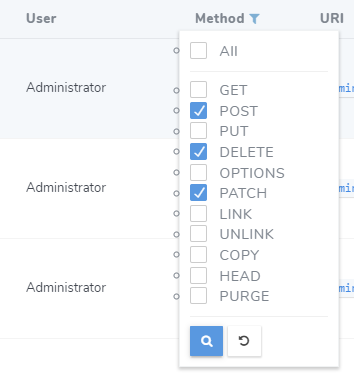 User Method URI
All
GET
Administrator
POST
PUT
DELETE
OPTIONS
Administrator
PATCH
LINK
UNLINK
COPY
HEAD
Administrator
PURGE